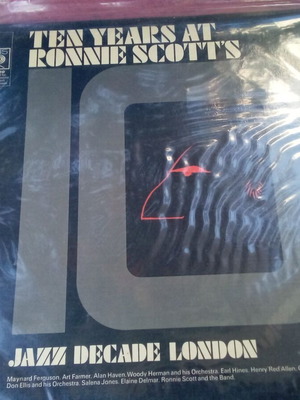 TEN YEARS AT
RONNIE SCOTT'S
10
JAZZ DECADE LONDON
Maynard Ferguson. Art Farmer. Alan Haven. Woody Herman and his Orchestra. Earl Hines. Henry Red Allen.
Don Ellis and his Orchestra. Salena Jones. Elaine Delmar. Ronnie Scott and the Band.